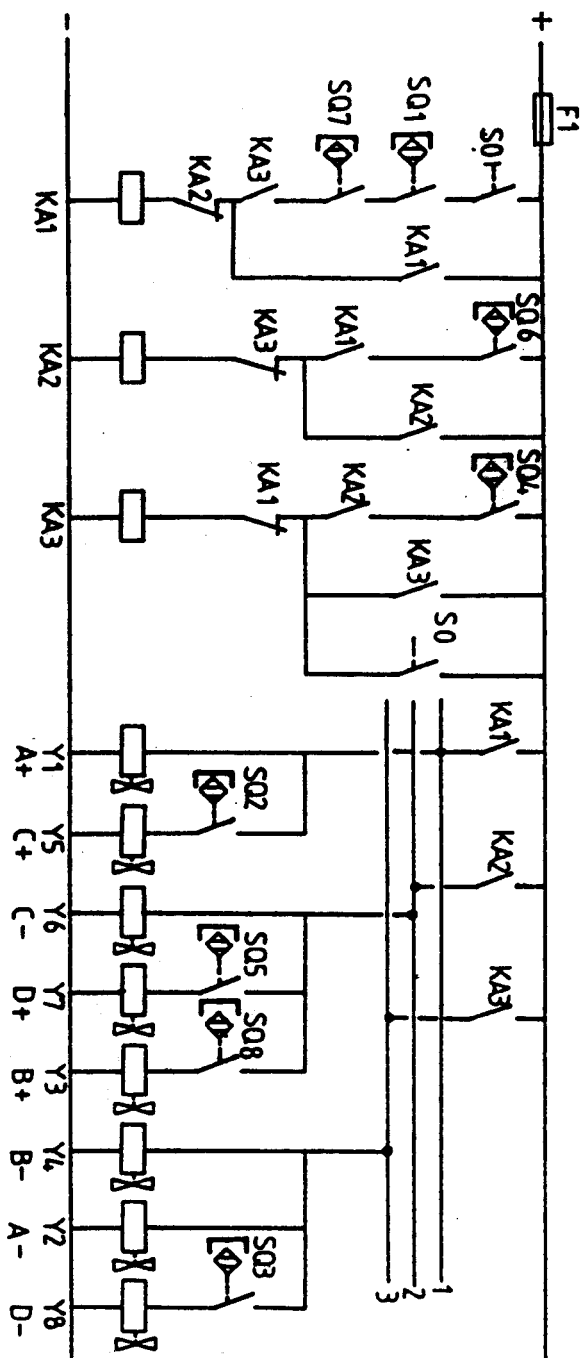 +
-
F1
SQ1
SQ1
SQ7
KA3
KA2
KA1
KA1
SQ6
KA1
KA3
KA2
KA2
SQ4
KA2
KA1
KA3
KA3
S0
KA1
KA2
KA3
1
2
3
SQ2
SQ5
SQ8
SQ3
Y1
Y5
Y6
Y7
Y3
Y4
Y2
Y8
A+
C+
C-
D+
B+
B-
A-
D-